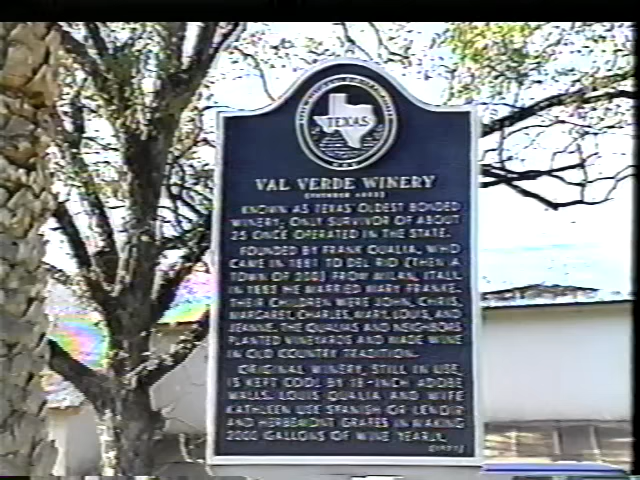 TEXAS
VAL VERDE WINERY
KNOWN AS TEXAS' OLDEST BONDED
WINERY; ONLY SURVIVOR OF ABOUT
25 ONCE OPERATED IN THE STATE.
FOUNDED BY FRANK QUALIA, WHO
CAME IN 1881 TO DEL RIO (THEN A
TOWN OF 200) FROM MILAN, ITALY.
IN 1887 HE MARRIED MARY FRANKS.
THEIR CHILDREN WERE JOHN, CHRIS,
MARGARET, CHARLES, MARY, LOUIS, AND
JEANNE. THE QUALIAS AND NEIGHBORS
PLANTED VINEYARDS AND MADE WINE
IN OLD COUNTRY TRADITION.
ORIGINAL WINERY, STILL IN USE,
IS KEPT COOL BY 18-INCH ADOBE
WALLS. LOUIS QUALIA AND WIFE
KATHLEEN USE SPANISH OR LENOIR
AND HERBEMONT GRAPES IN MAKING
GALLONS OF WINE YEARLY.